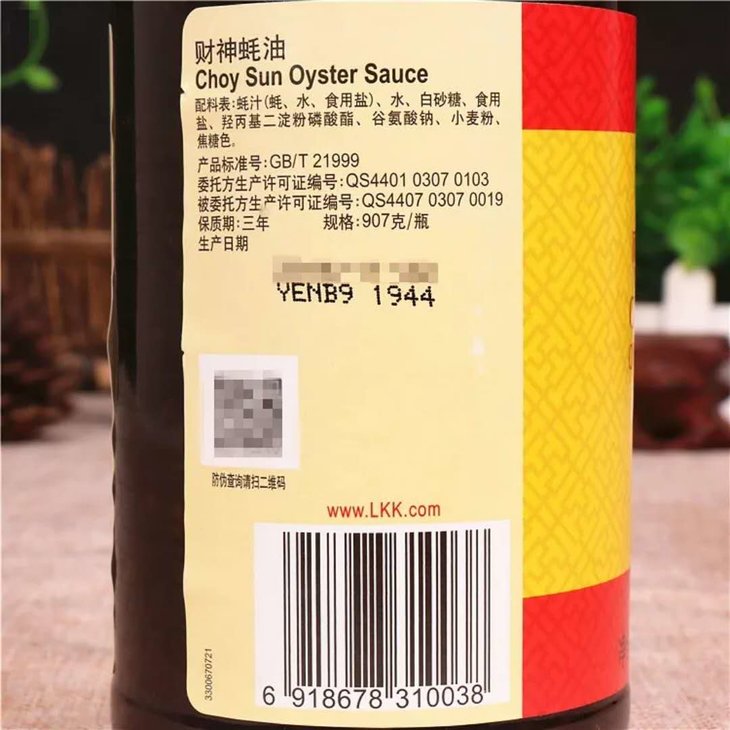 财神蚝油
Choy Sun Oyster Sauce
配料表:蚝汁(蚝、水、食用盐)、水、白砂糖、食用
盐、羟丙基二淀粉磷酸酯、谷氨酸钠、小麦粉、
焦糖色。
产品标准号:GB/T 21999
委托方生产许可证编号:QS4401 0307 0103
被委托方生产许可证编号:QS4407 0307 0019
保质期:三年 规格:907克/瓶
生产日期
YENB9 1944
防伪查询请扫二维码
www.LKK.com
3300670721
6 918678 310038